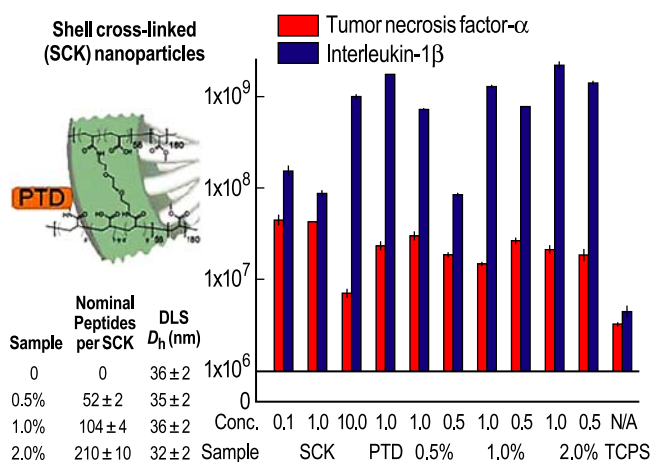 Shell cross-linked
(SCK) nanoparticles
PTD
Nominal
Peptides
per SCK
DLS
Dh (nm)
Sample
0 0 36 ± 2
0.5% 52 ± 2 35 ± 2
1.0% 104 ± 4 36 ± 2
2.0% 210 ± 10 32 ± 2
Tumor necrosis factor-α
Interleukin-1β
1x10⁹
1x10⁸
1x10⁷
1x10⁶
0
Conc. 0.1 1.0 10.0 1.0 1.0 0.5 1.0 0.5 1.0 0.5 N/A
Sample SCK PTD 0.5% 1.0% 2.0% TCPS